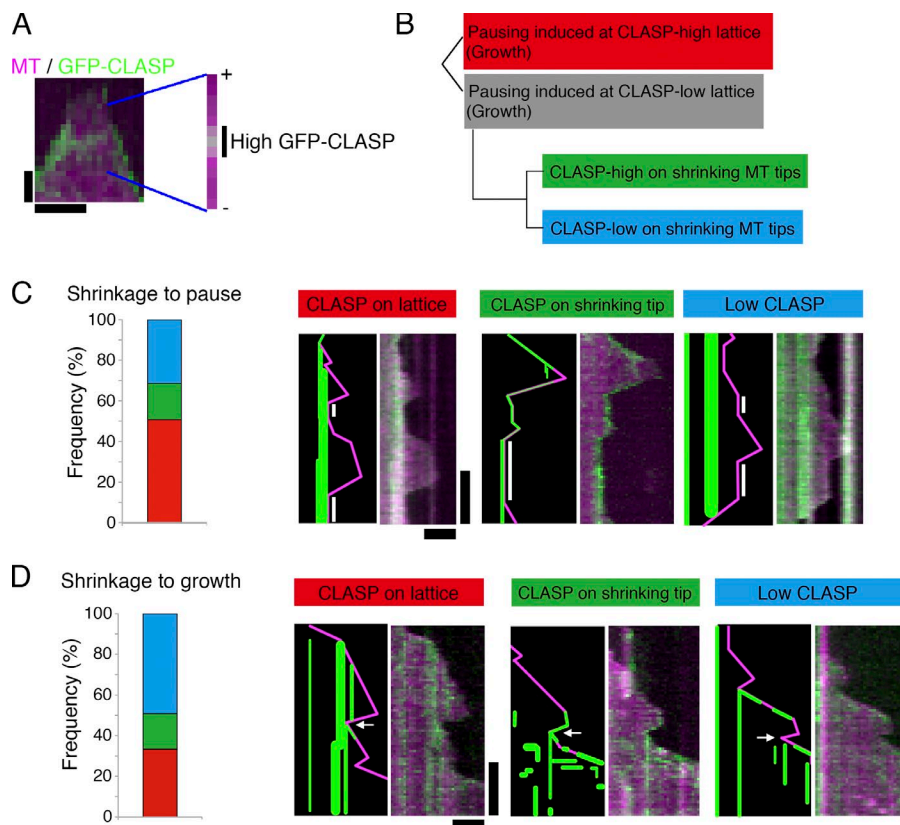 A
MT / GFP-CLASP
+
High GFP-CLASP
-
B
Pausing induced at CLASP-high lattice
(Growth)
Pausing induced at CLASP-low lattice
(Growth)
CLASP-high on shrinking MT tips
CLASP-low on shrinking MT tips
C
Shrinkage to pause
Frequency (%)
100
80
60
40
20
0
CLASP on lattice
CLASP on shrinking tip
Low CLASP
D
Shrinkage to growth
Frequency (%)
100
80
60
40
20
0
CLASP on lattice
CLASP on shrinking tip
Low CLASP